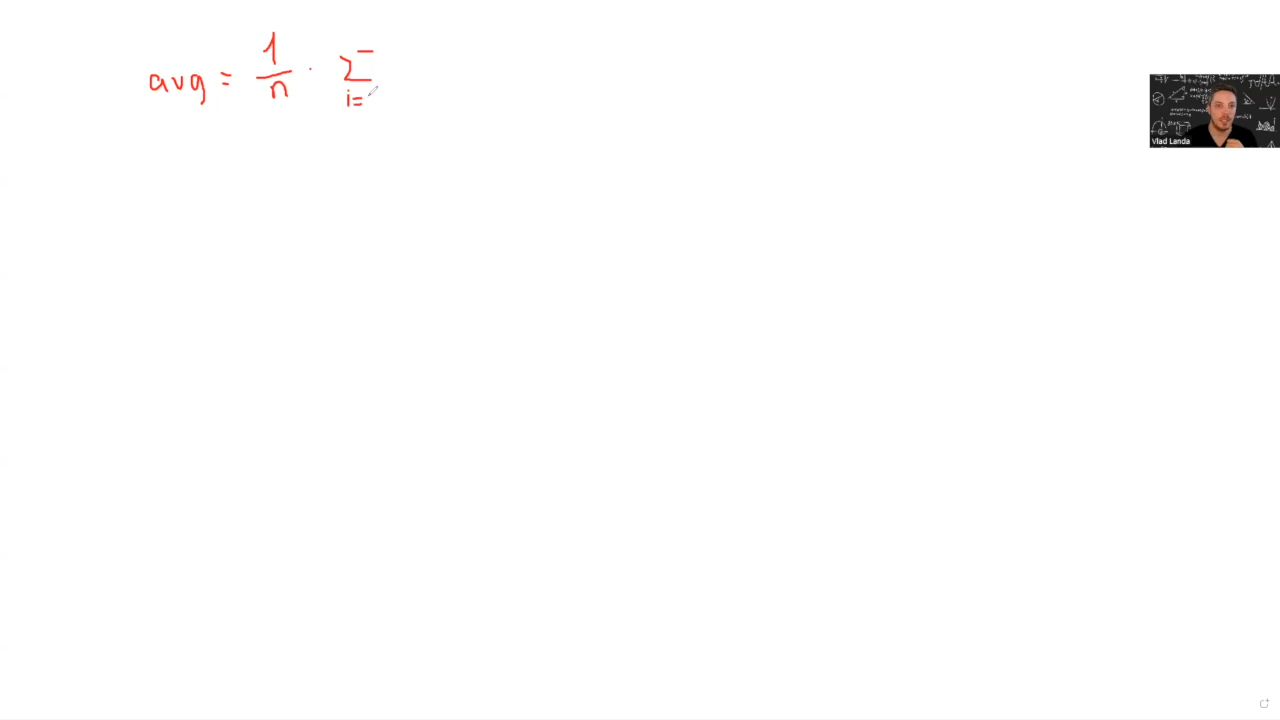 avg = 1/n · Σ i=
Vlad Landa